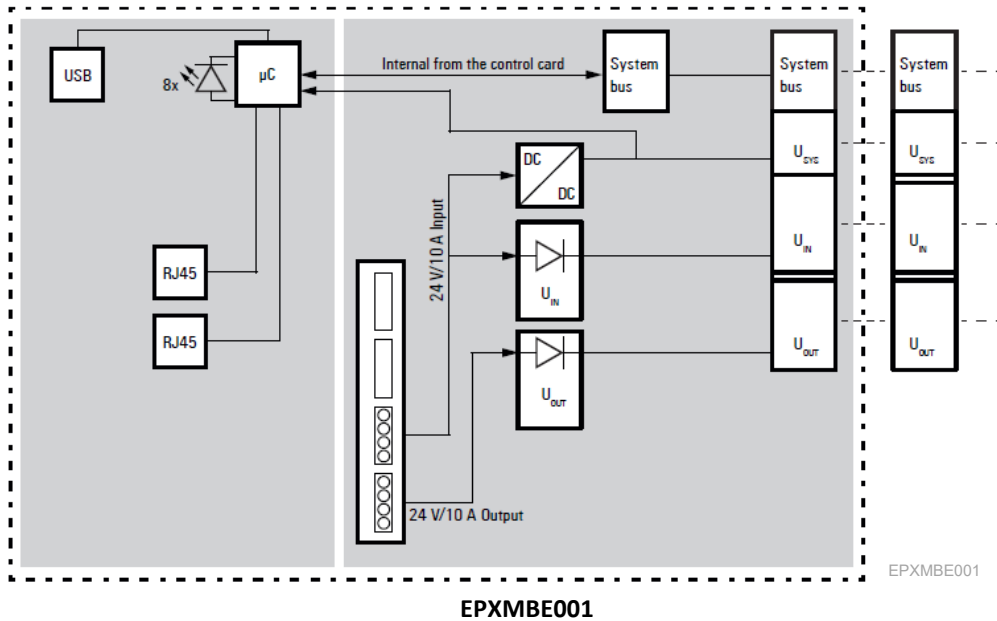 USB
8x
µC
Internal from the control card
System
bus
System
bus
System
bus
DC
DC
U SYS
U SYS
24 V/10 A Input
U IN
U IN
U IN
RJ45
RJ45
U OUT
U OUT
U OUT
24 V/10 A Output
EPXMBE001
EPXMBE001